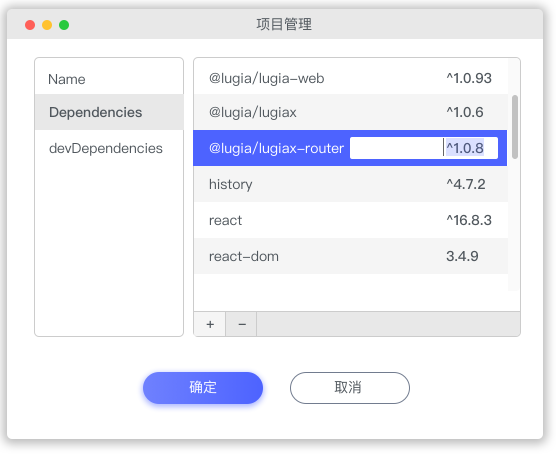 项目管理
Name
Dependencies
devDependencies
@lugia/lugia-web ^1.0.93
@lugia/lugiax ^1.0.6
@lugia/lugiax-router ^1.0.8
history ^4.7.2
react ^16.8.3
react-dom 3.4.9
+ −
确定 取消